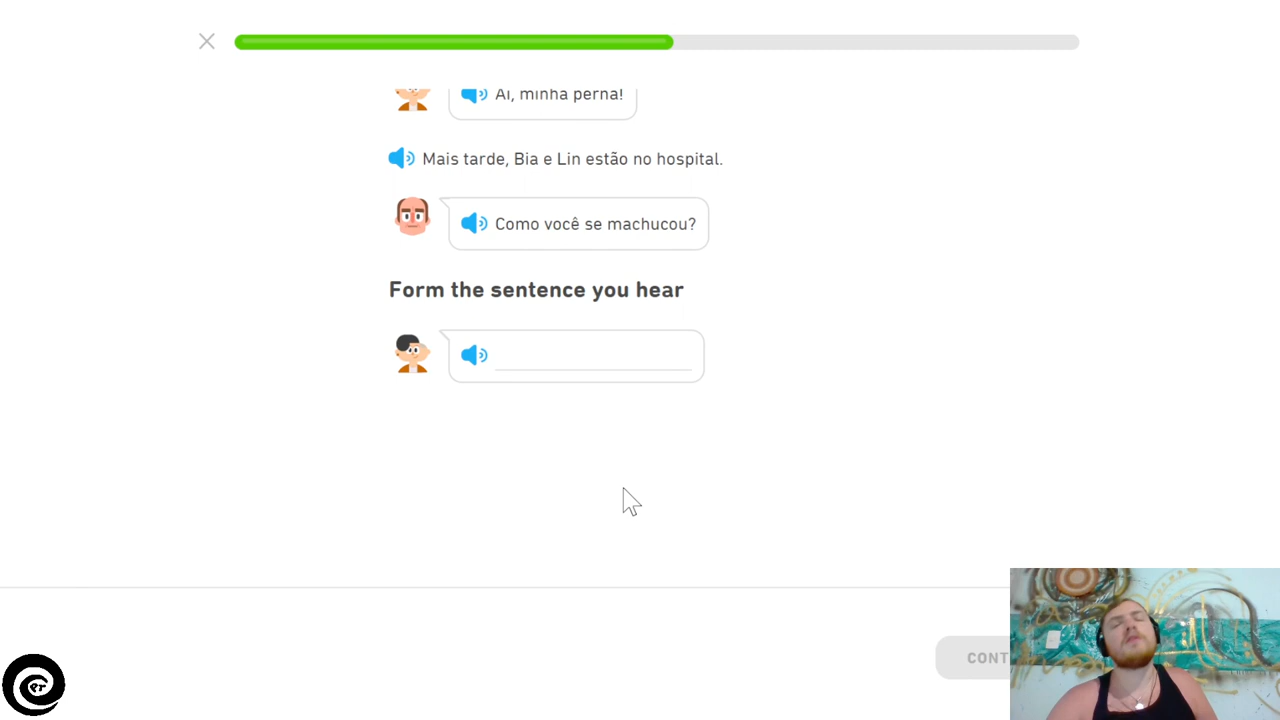 Ai, minha perna!
Mais tarde, Bia e Lin estão no hospital.
Como você se machucou?
Form the sentence you hear
CONT